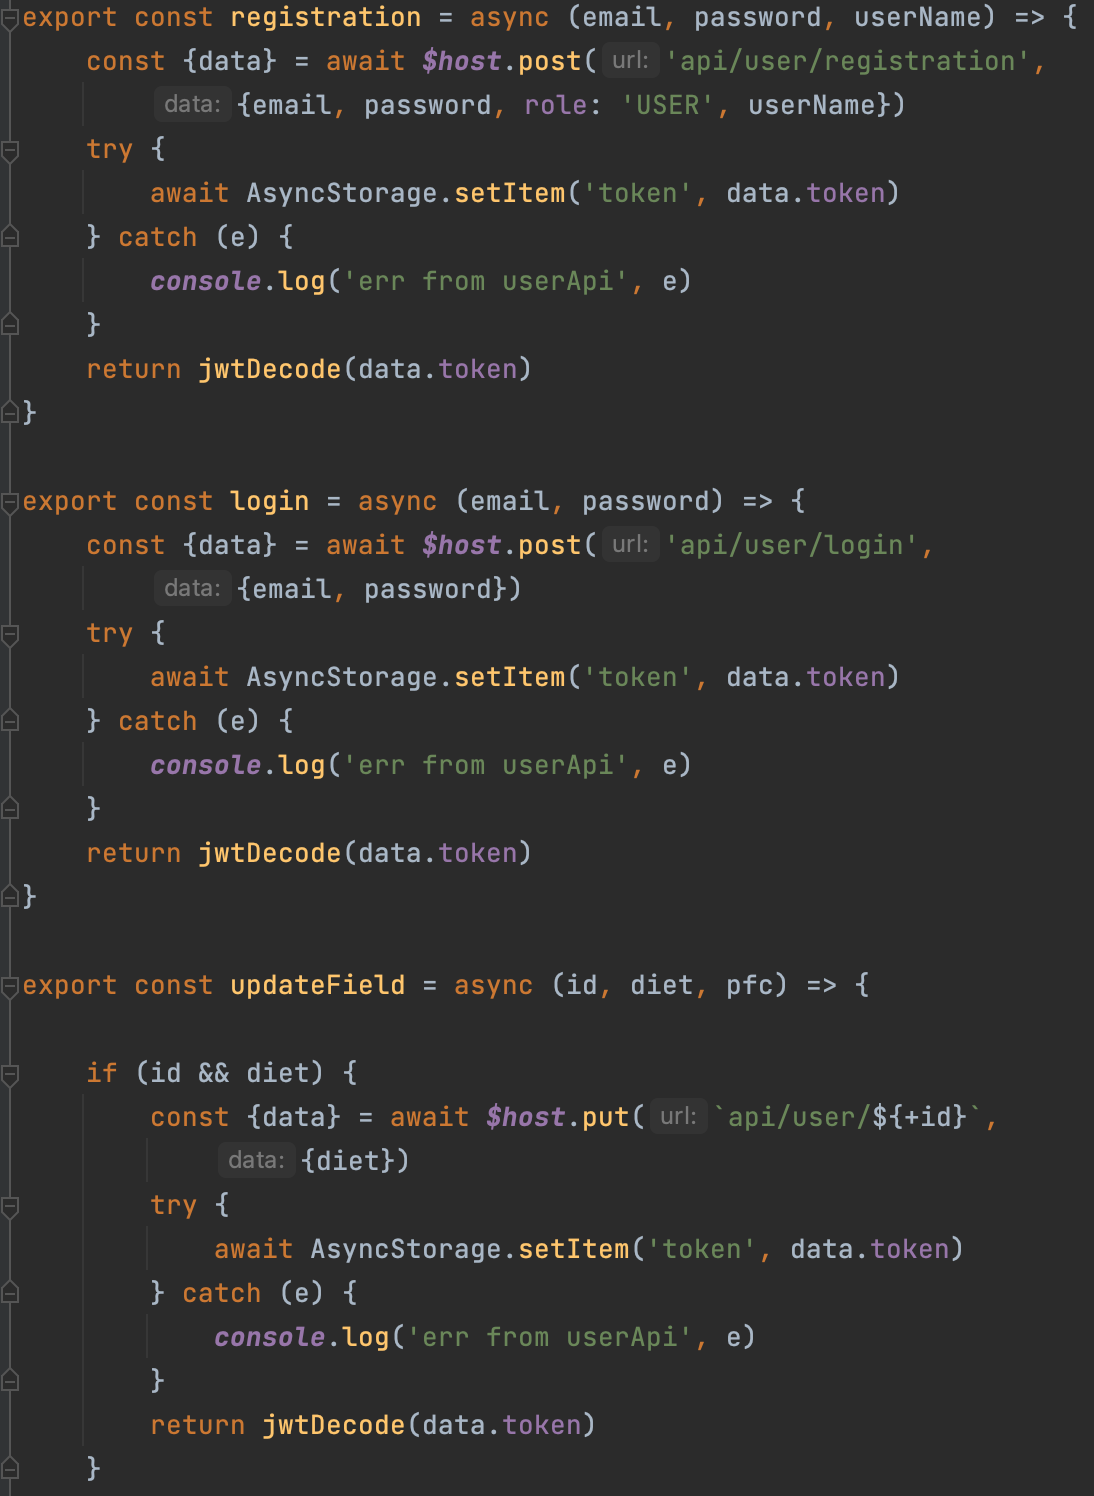 export const registration = async (email, password, userName) => {
const {data} = await $host.post( url: 'api/user/registration',
data: {email, password, role: 'USER', userName})
try {
await AsyncStorage.setItem('token', data.token)
} catch (e) {
console.log('err from userApi', e)
}
return jwtDecode(data.token)
}
export const login = async (email, password) => {
const {data} = await $host.post( url: 'api/user/login',
data: {email, password})
try {
await AsyncStorage.setItem('token', data.token)
} catch (e) {
console.log('err from userApi', e)
}
return jwtDecode(data.token)
}
export const updateField = async (id, diet, pfc) => {
if (id && diet) {
const {data} = await $host.put( url: `api/user/${+id}`,
data: {diet})
try {
await AsyncStorage.setItem('token', data.token)
} catch (e) {
console.log('err from userApi', e)
}
return jwtDecode(data.token)
}